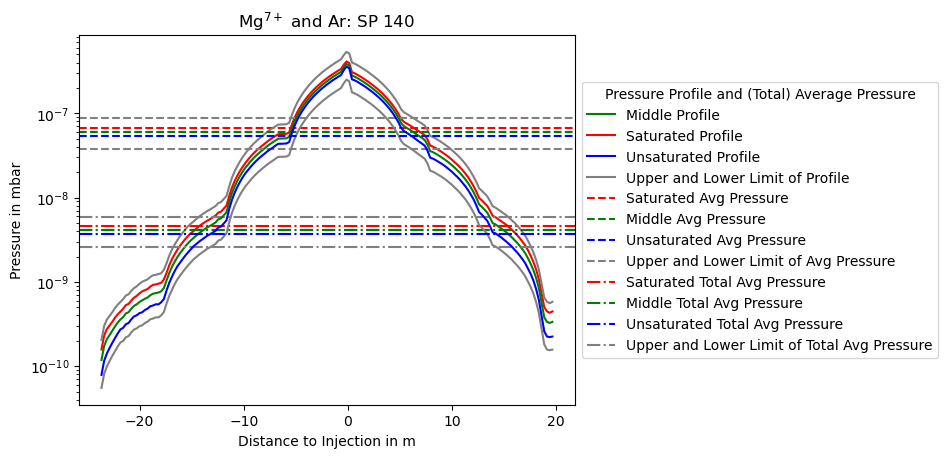 Mg⁷⁺ and Ar: SP 140
Pressure in mbar
10⁻⁷
10⁻⁸
10⁻⁹
10⁻¹⁰
−20
−10
0
10
20
Distance to Injection in m
Pressure Profile and (Total) Average Pressure
Middle Profile
Saturated Profile
Unsaturated Profile
Upper and Lower Limit of Profile
Saturated Avg Pressure
Middle Avg Pressure
Unsaturated Avg Pressure
Upper and Lower Limit of Avg Pressure
Saturated Total Avg Pressure
Middle Total Avg Pressure
Unsaturated Total Avg Pressure
Upper and Lower Limit of Total Avg Pressure